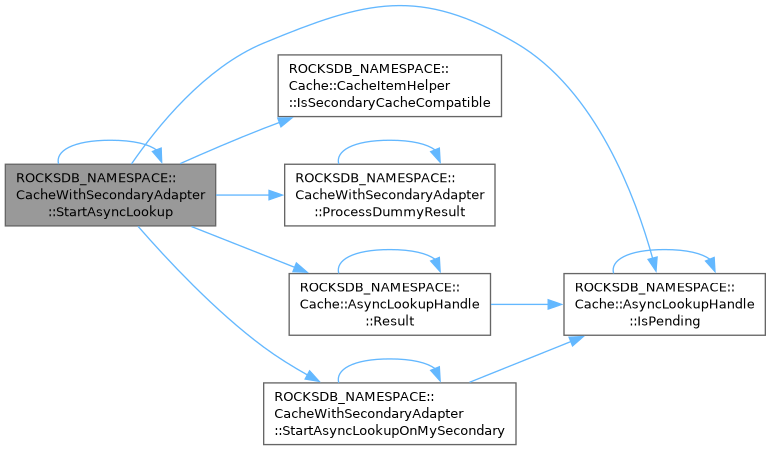 ROCKSDB_NAMESPACE::
Cache::CacheItemHelper
::IsSecondaryCacheCompatible
ROCKSDB_NAMESPACE::
CacheWithSecondaryAdapter
::StartAsyncLookup
ROCKSDB_NAMESPACE::
CacheWithSecondaryAdapter
::ProcessDummyResult
ROCKSDB_NAMESPACE::
Cache::AsyncLookupHandle
::Result
ROCKSDB_NAMESPACE::
Cache::AsyncLookupHandle
::IsPending
ROCKSDB_NAMESPACE::
CacheWithSecondaryAdapter
::StartAsyncLookupOnMySecondary